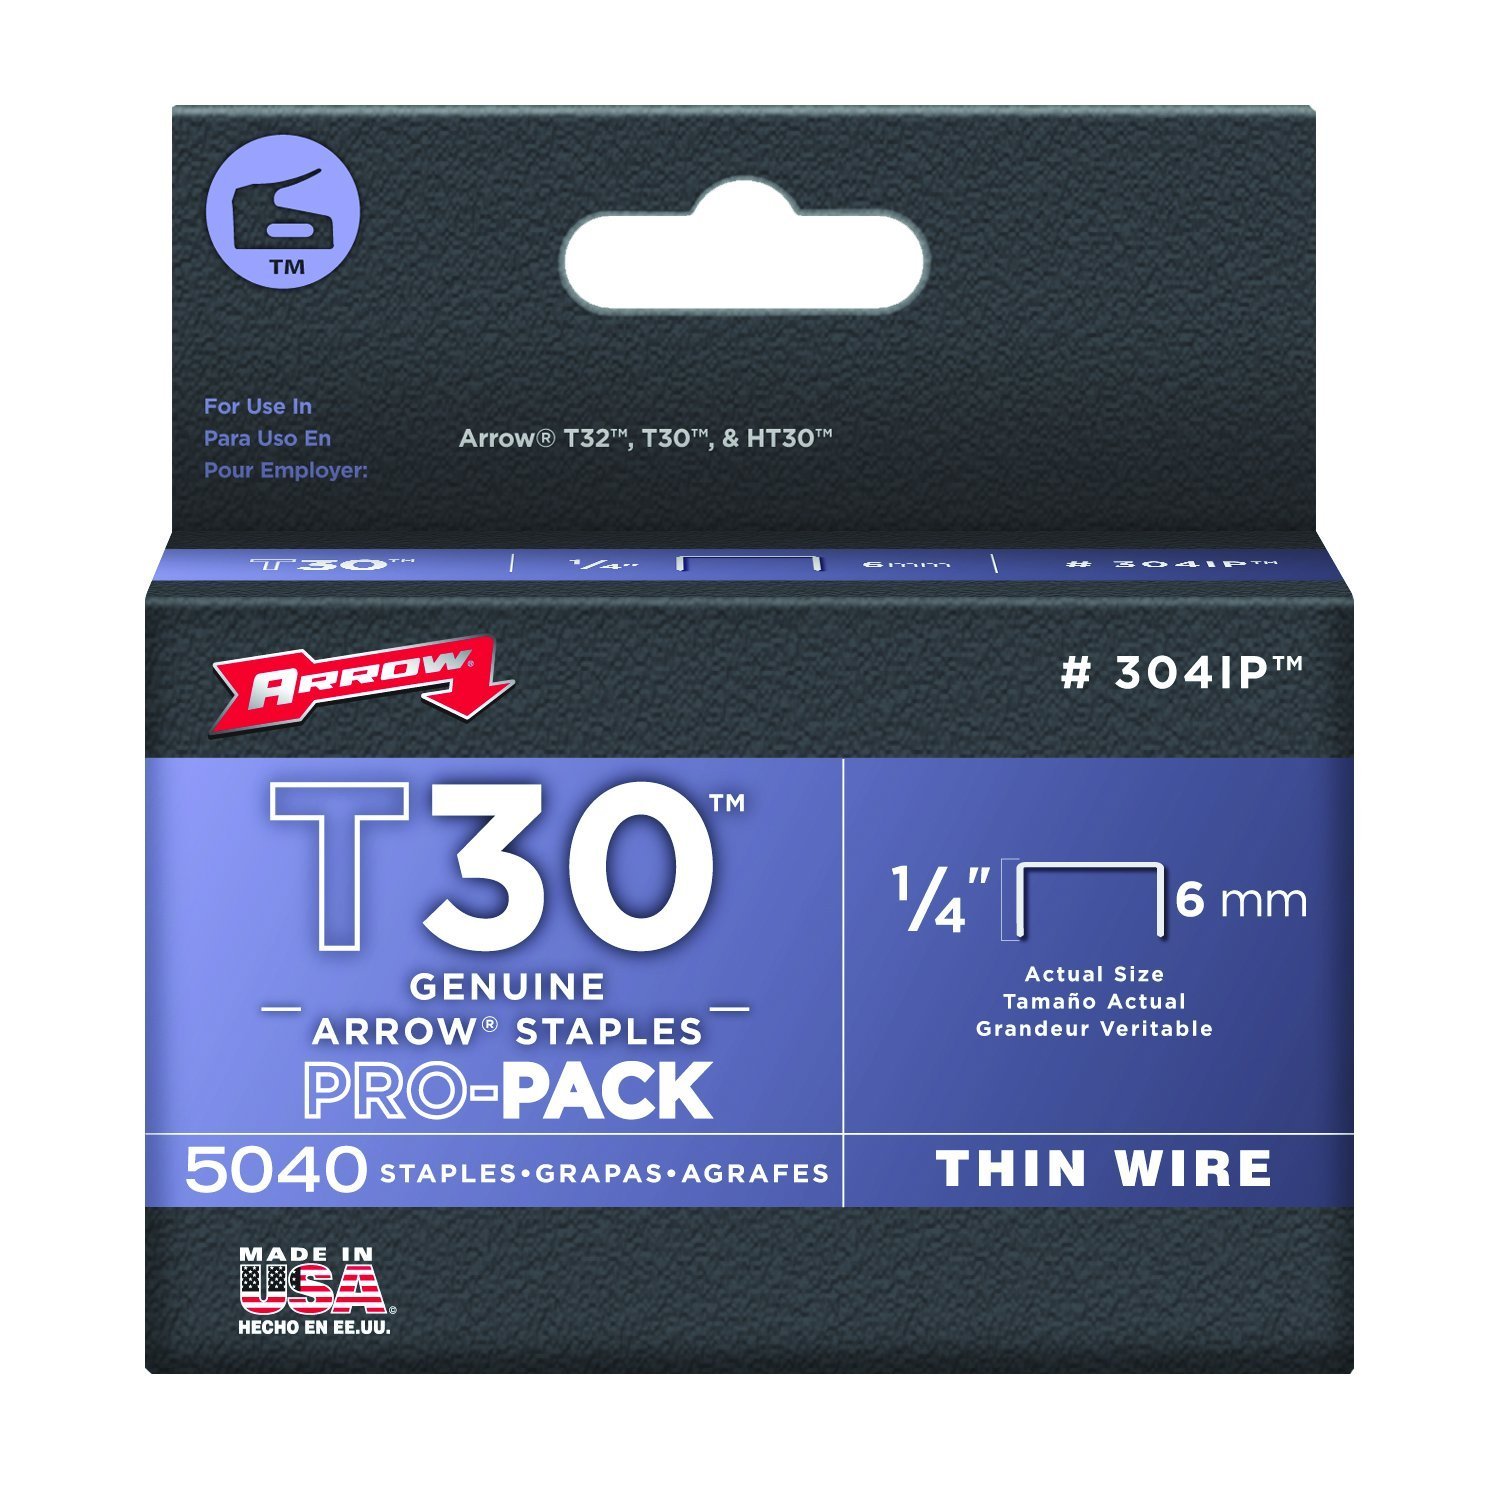 TM
For Use In
Para Uso En
Pour Employer:
Arrow® T32™, T30™, & HT30™
T30™ 1/4" 6mm # 304IP™
ARROW®
# 304IP™
T30™
GENUINE
ARROW® STAPLES
PRO-PACK
5040 STAPLES•GRAPAS•AGRAFES
1/4" 6 mm
Actual Size
Tamaño Actual
Grandeur Veritable
THIN WIRE
MADE IN
USA©
HECHO EN EE.UU.